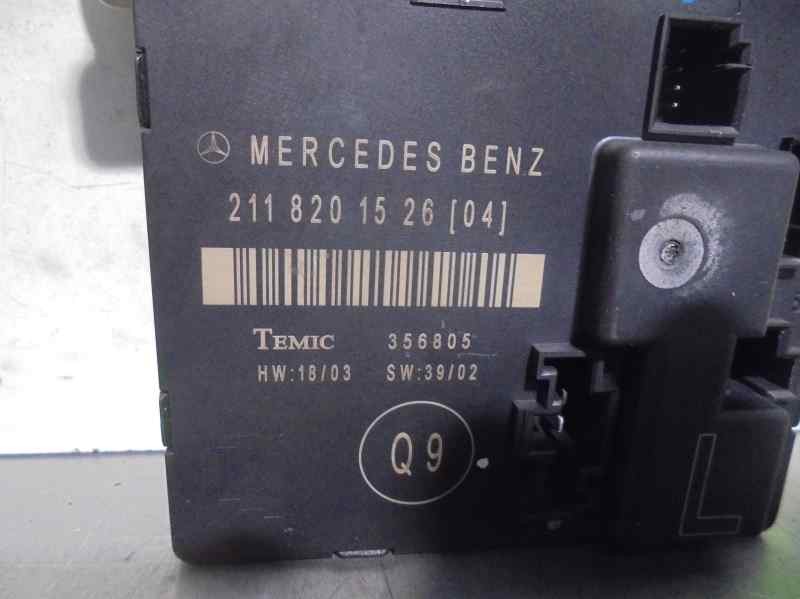 MERCEDES BENZ
211 820 15 26 [04]
TEMIC 356805
HW:18/03 SW:39/02
Q9
L